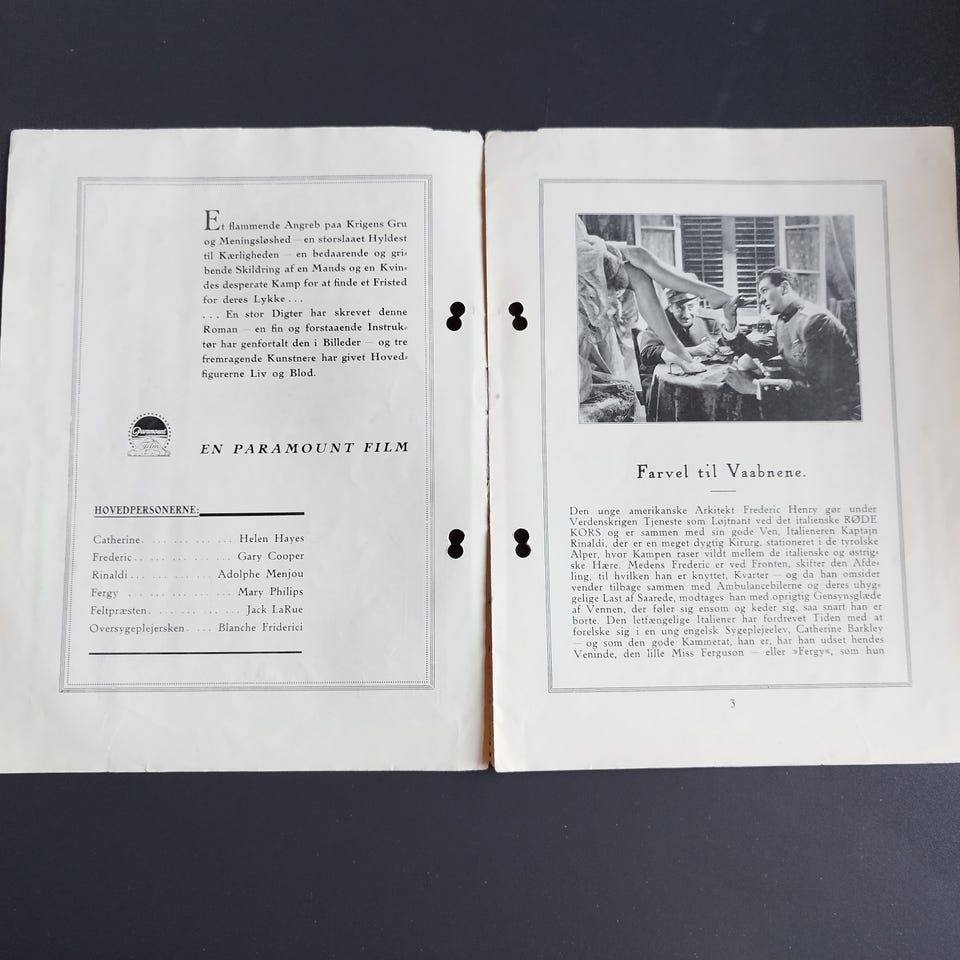 Et flammende Angreb paa Krigens Gru
og Meningsløshed — en storslaaet Hyldest
til Kærligheden — en bedaarende og gri-
bende Skildring af en Mands og en Kvin-
des desperate Kamp for at finde et Fristed
for deres Lykke . . .
. . . En stor Digter har skrevet denne
Roman — en fin og forstaaende Instruk-
tør har genfortalt den i Billeder — og tre
fremragende Kunstnere har givet Hoved-
figurerne Liv og Blod.
Paramount
Film
EN PARAMOUNT FILM
HOVEDPERSONERNE:
Catherine. . . . . . . . . . . Helen Hayes
Frederic . . . . . . . . . . . Gary Cooper
Rinaldi . . . . . . . . . . Adolphe Menjou
Fergy . . . . . . . . . . . Mary Philips
Feltpræsten. . . . . . . . . . Jack LaRue
Oversygeplejersken. . . . Blanche Friderici
Farvel til Vaabnene.
Den unge amerikanske Arkitekt Frederic Henry gør under
Verdenskrigen Tjeneste som Løjtnant ved det italienske RØDE
KORS og er sammen med sin gode Ven, Italieneren Kaptajn
Rinaldi, der er en meget dygtig Kirurg, stationeret i de tyrolske
Alper, hvor Kampen raser vildt mellem de italienske og østrig-
ske Hære. Medens Frederic er ved Fronten, skifter den Afde-
ling, til hvilken han er knyttet, Kvarter — og da han omsider
vender tilbage sammen med Ambulancebilerne og deres uhyg-
gelige Last af Saarede, modtages han med oprigtig Gensynsglæde
af Vennen, der føler sig ensom og keder sig, saa snart han er
borte. Den letfængelige Italiener har fordrevet Tiden med at
forelske sig i en ung engelsk Sygeplejeelev, Catherine Barkley
— og som den gode Kammerat, han er, har han udset hendes
Veninde, den lille Miss Ferguson — eller »Fergy«, som hun
3